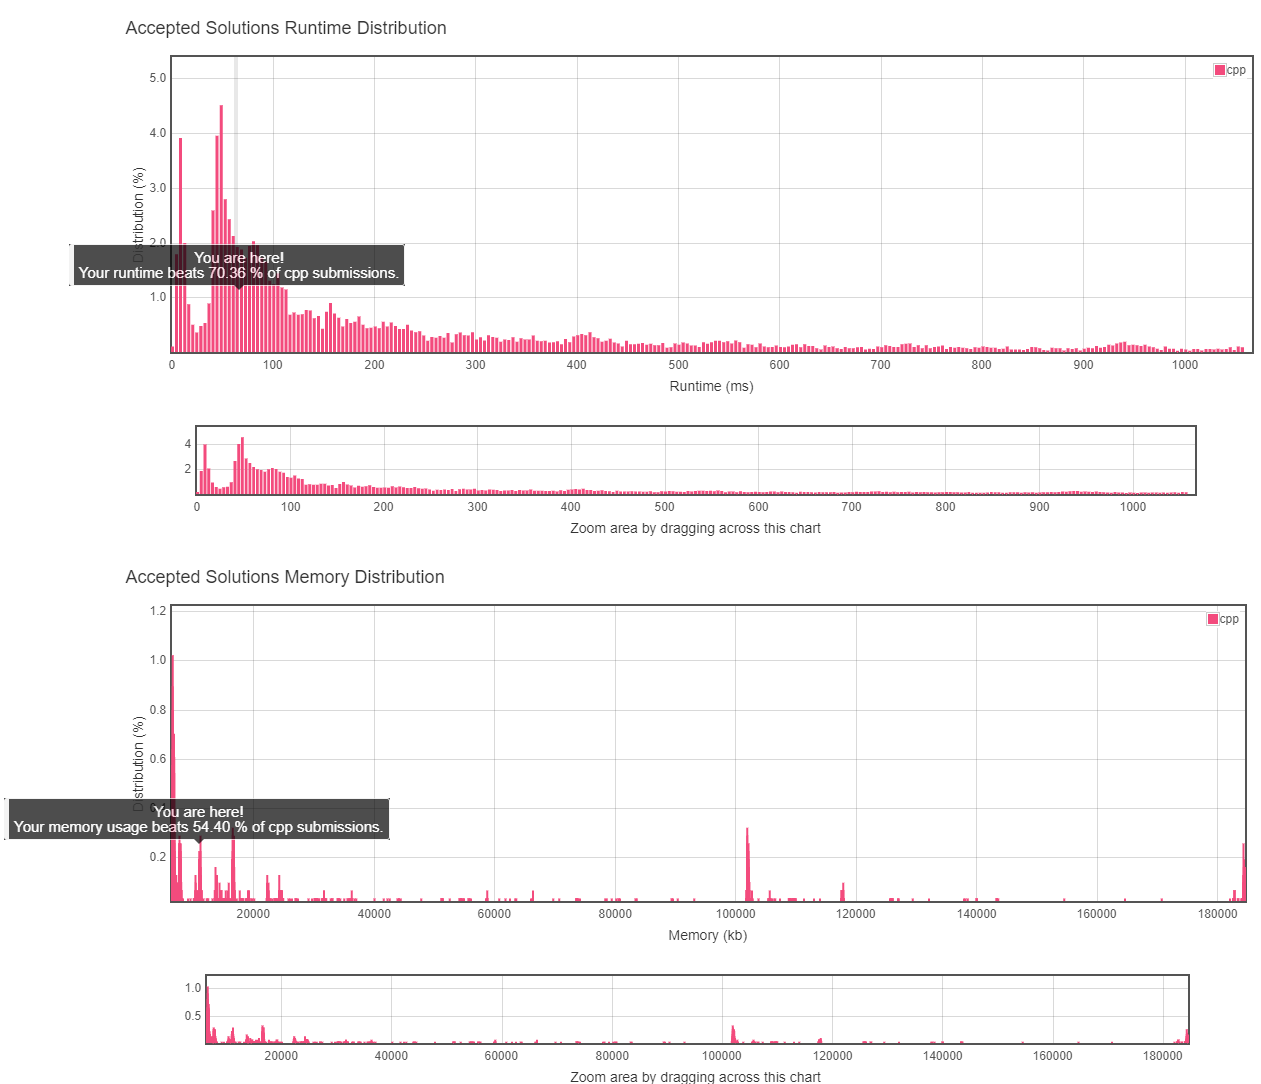 Accepted Solutions Runtime Distribution
cpp
5.0
4.0
3.0
2.0
1.0
Distribution (%)
You are here!
Your runtime beats 70.36 % of cpp submissions.
0 100 200 300 400 500 600 700 800 900 1000
Runtime (ms)
4
2
0 100 200 300 400 500 600 700 800 900 1000
Zoom area by dragging across this chart
Accepted Solutions Memory Distribution
cpp
1.2
1.0
0.8
0.6
0.4
0.2
Distribution (%)
You are here!
Your memory usage beats 54.40 % of cpp submissions.
20000 40000 60000 80000 100000 120000 140000 160000 180000
Memory (kb)
1.0
0.5
20000 40000 60000 80000 100000 120000 140000 160000 180000
Zoom area by dragging across this chart